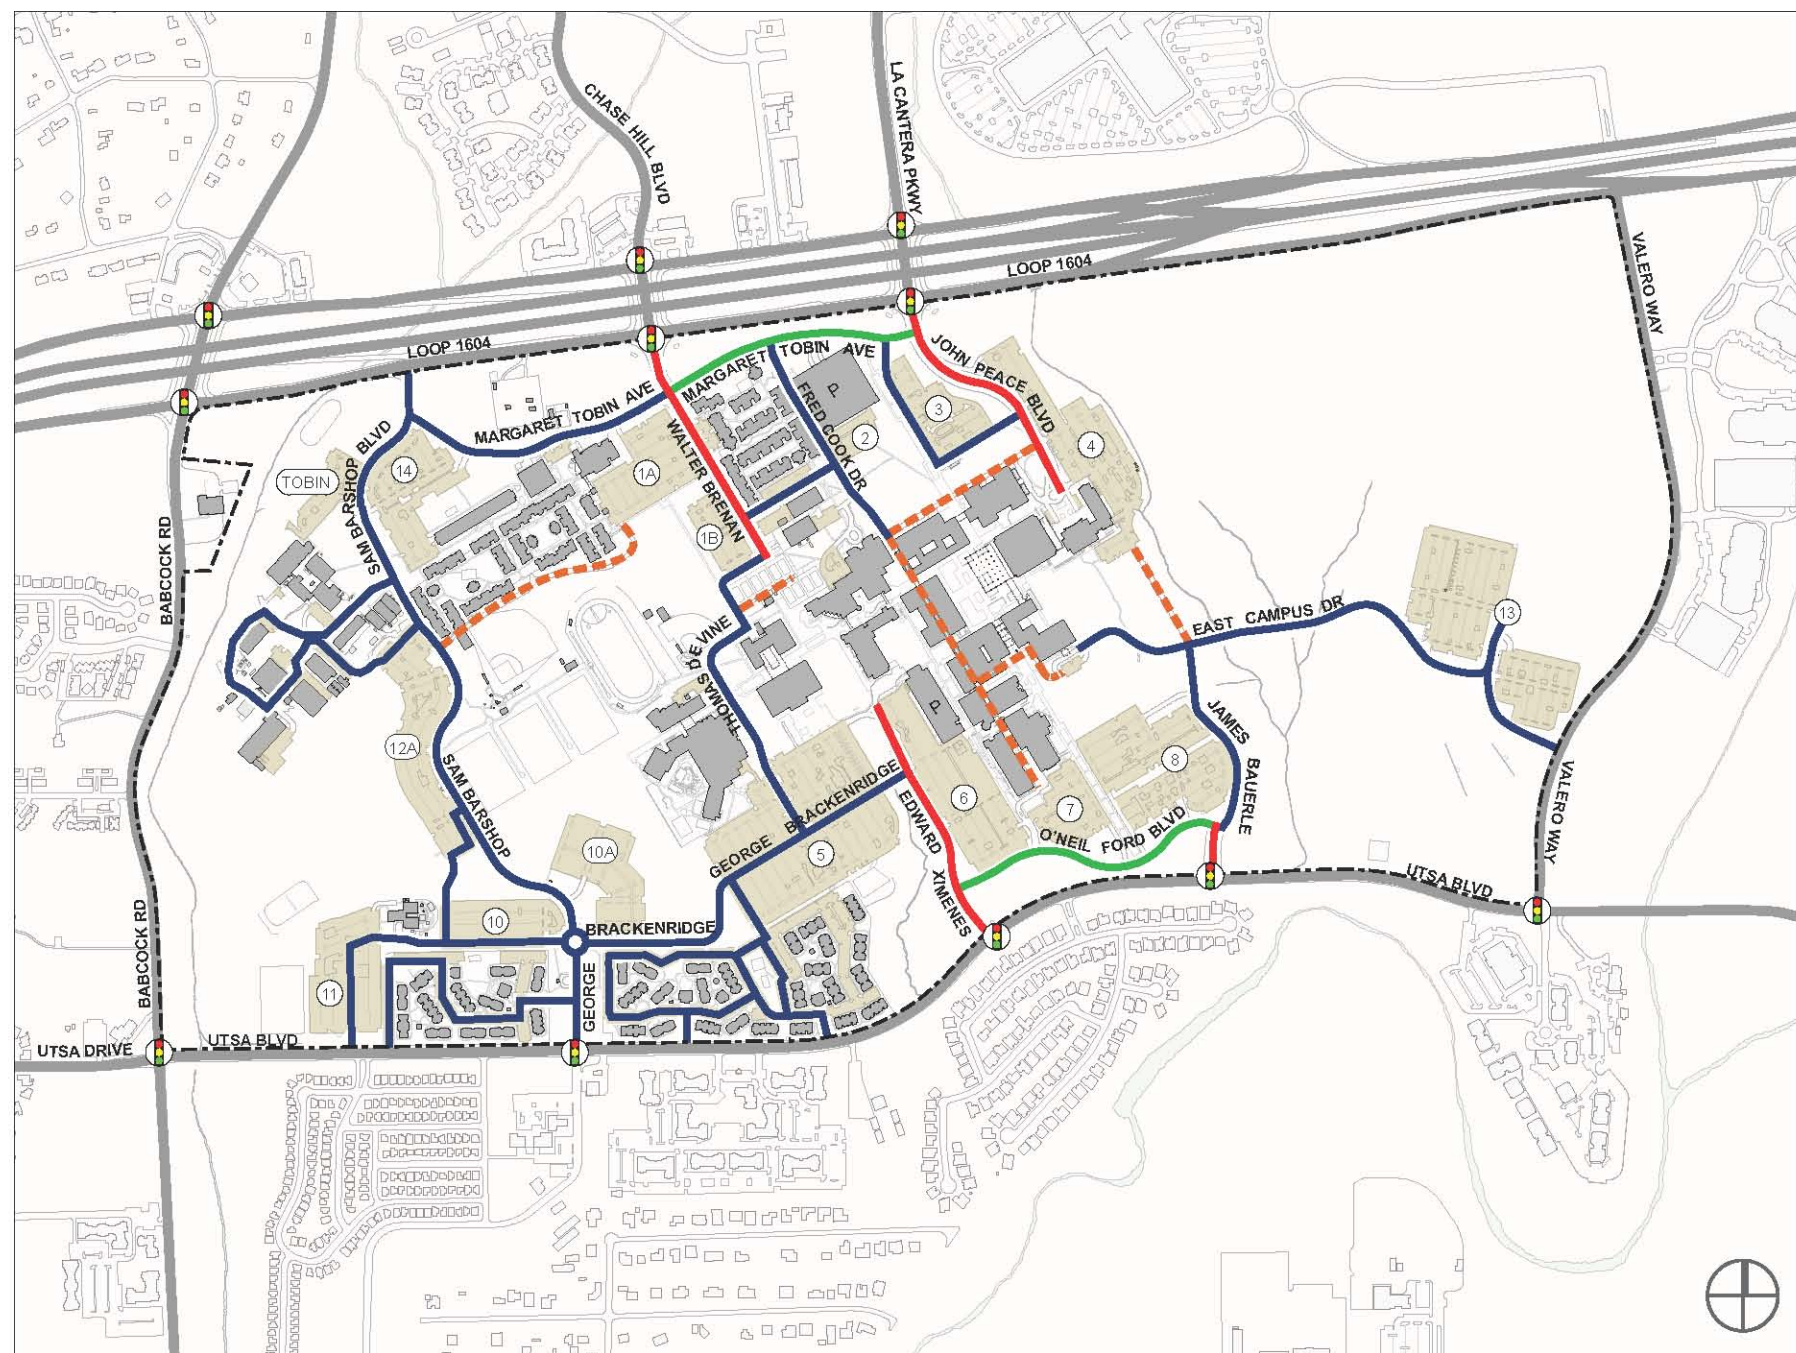 CHASE HILL BLVD
LA CANTERA PKWY
LOOP 1604
VALERO WAY
LOOP 1604
MARGARET TOBIN AVE
JOHN PEACE BLVD
MARGARET TOBIN AVE
P
FRED COOK DR
3
2
4
SAM BARSHOP BLVD
14
TOBIN
1A
WALTER BRENAN
1B
BABCOCK RD
13
EAST CAMPUS DR
THOMAS DE VINE
P
JAMES BAUERLE
12A
SAM BARSHOP
8
6
7
GEORGE BRACKENRIDGE
EDWARD XIMENES
O'NEIL FORD BLVD
VALERO WAY
10A
5
UTSA BLVD
10
BRACKENRIDGE
BABCOCK RD
11
GEORGE
UTSA DRIVE
UTSA BLVD